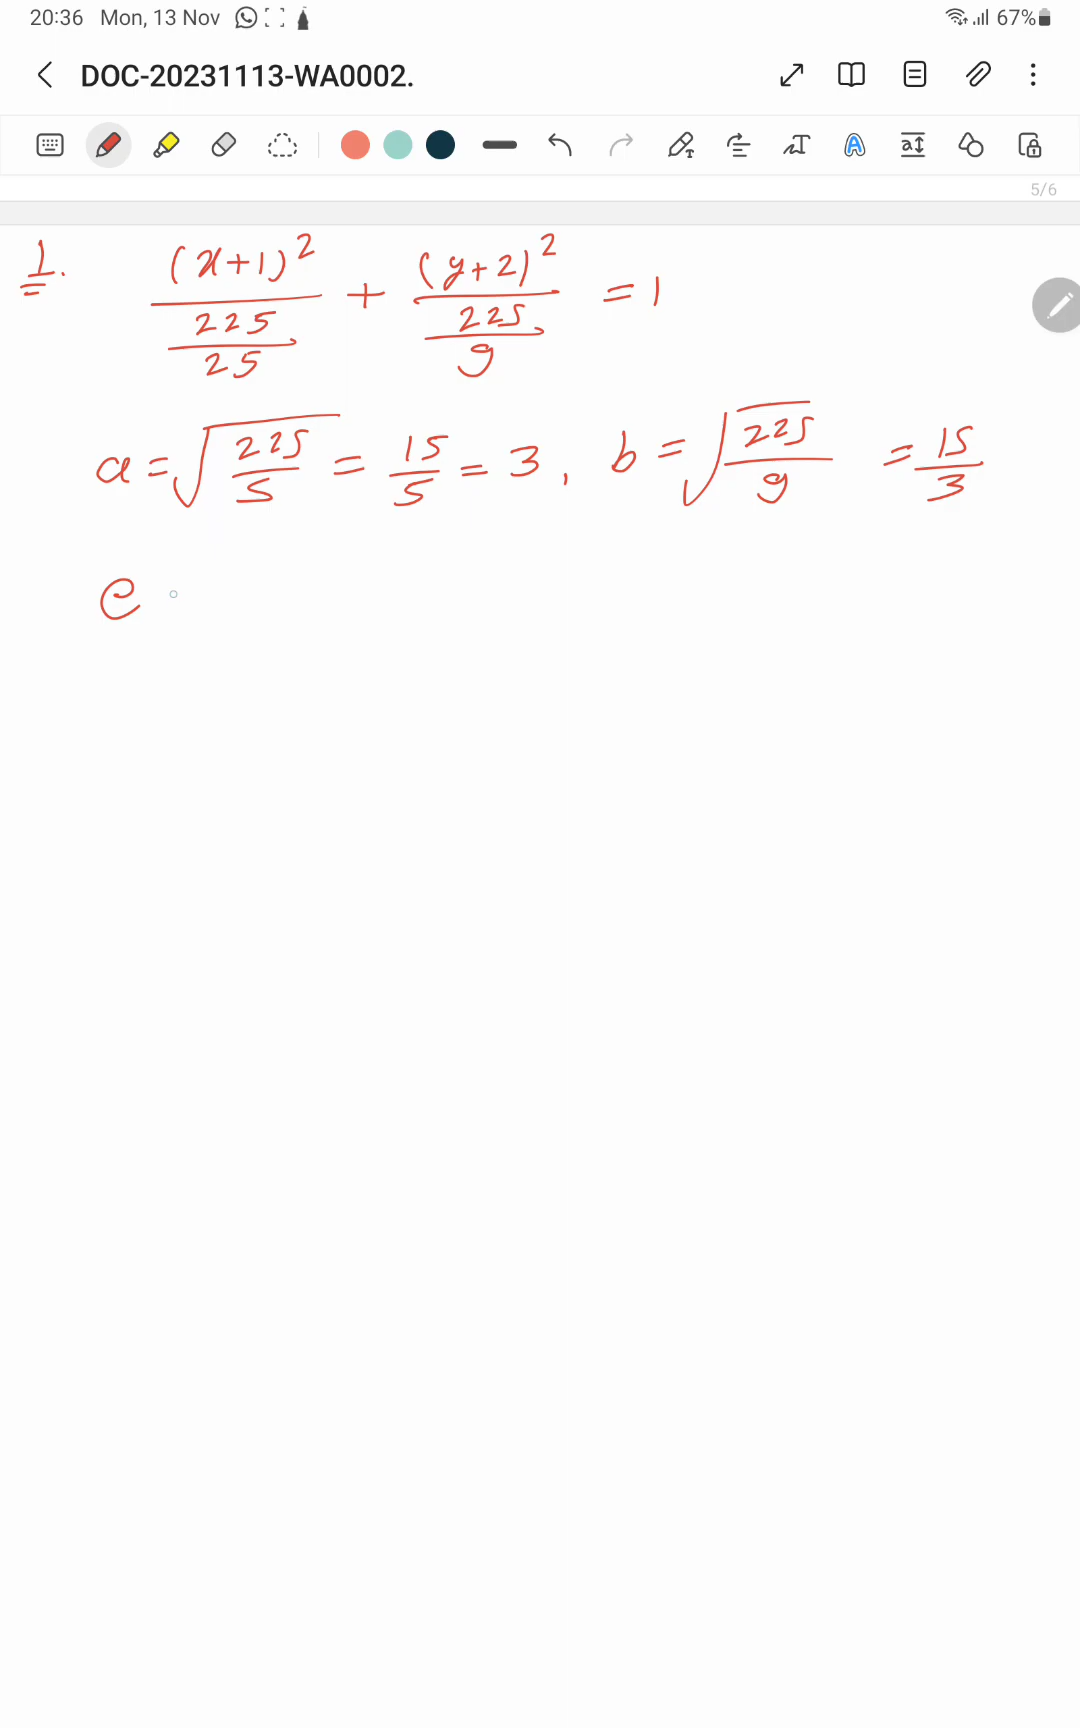 20:36 Mon, 13 Nov 67%
DOC-20231113-WA0002.
5/6
1. (x+1)²/(225/25) + (y+2)²/(225/9) = 1
a = √(225/5) = 15/5 = 3, b = √(225/9) = 15/3
e